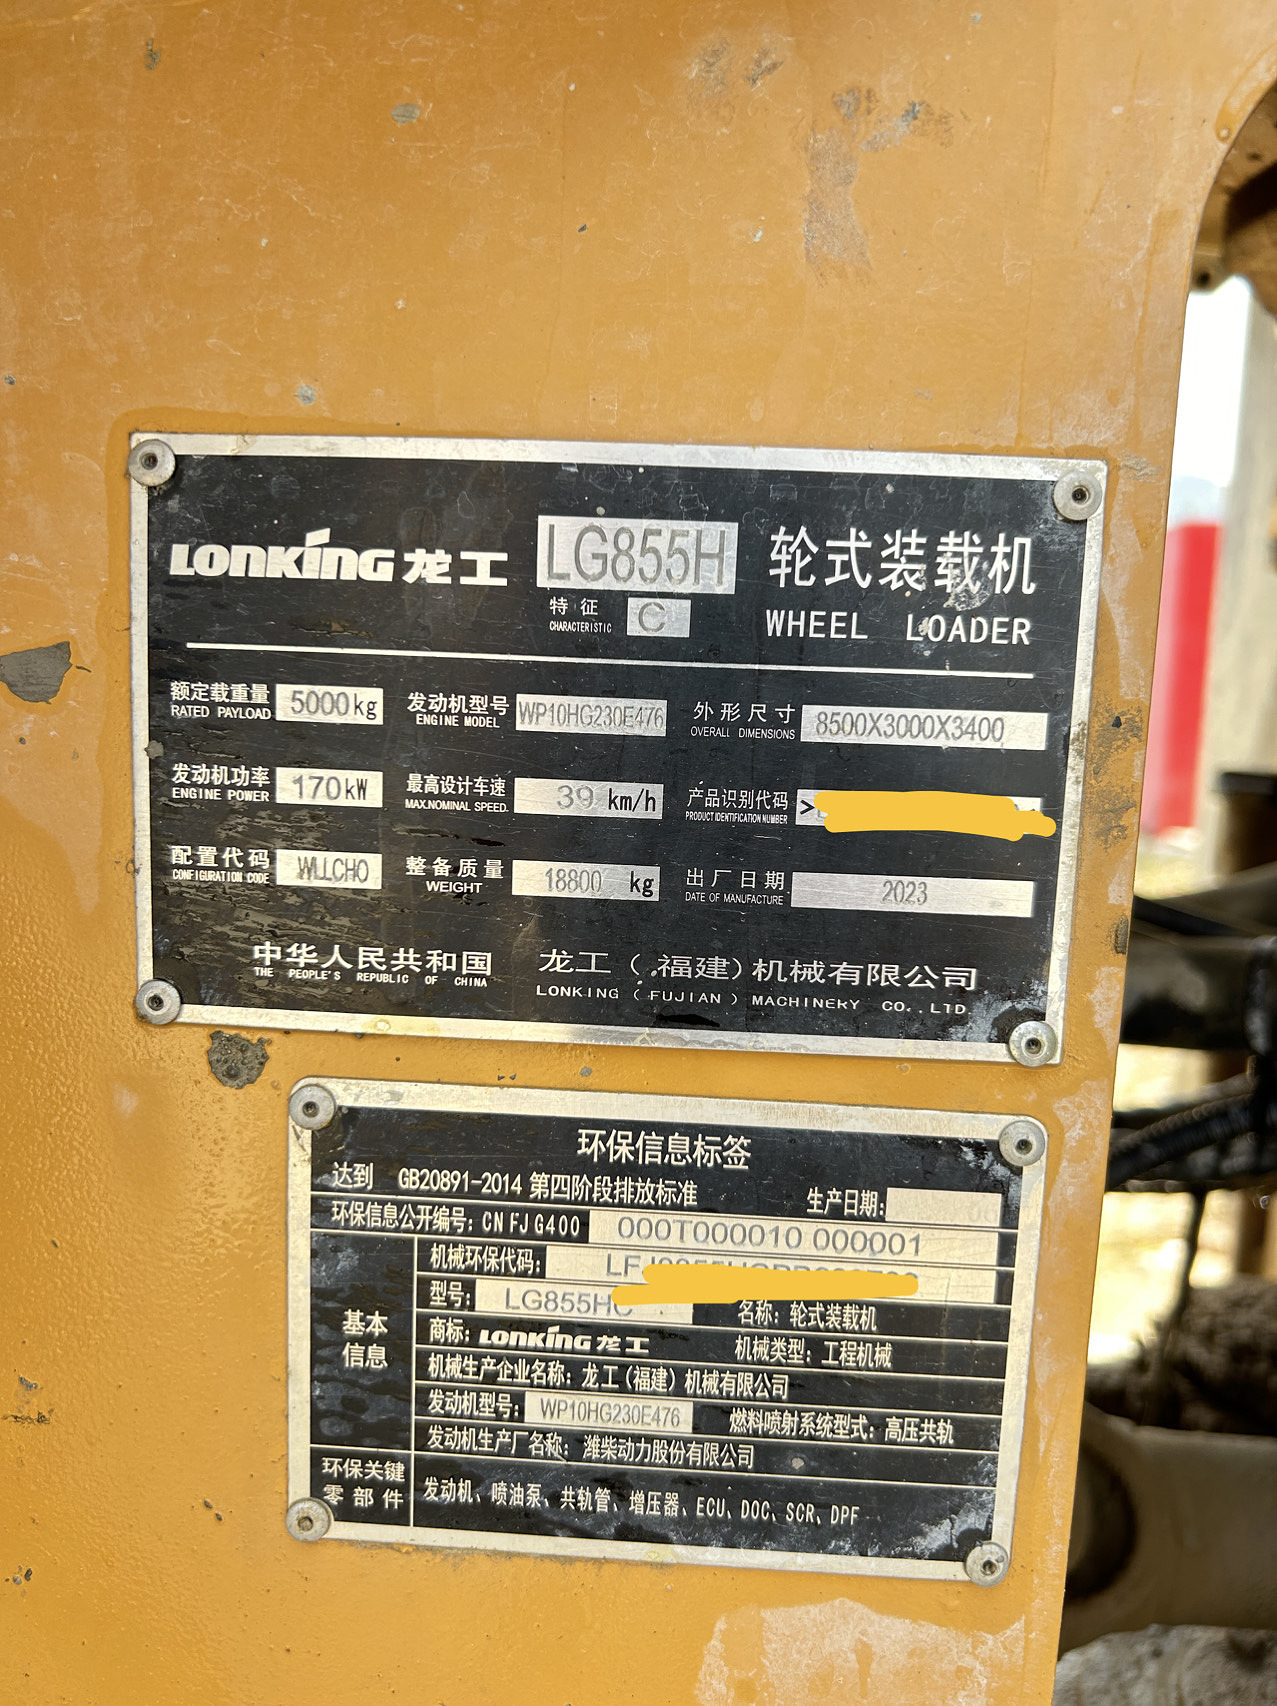 LONKING 龙工 LG855H 轮式装载机
特征 C WHEEL LOADER
CHARACTERISTIC
额定载重量 5000kg 发动机型号 WP10HG230E476 外形尺寸 8500X3000X3400
RATED PAYLOAD ENGINE MODEL OVERALL DIMENSIONS
发动机功率 170kW 最高设计车速 39 km/h 产品识别代码 >
ENGINE POWER MAX.NOMINAL SPEED. PRODUCT IDENTIFICATION NUMBER
配置代码 WLLCHO 整备质量 18800 kg 出厂日期 2023
CONFIGURATION CODE WEIGHT DATE OF MANUFACTURE
中华人民共和国 龙工(福建)机械有限公司
THE PEOPLE'S REPUBLIC OF CHINA LONKING (FUJIAN) MACHINERY CO.,LTD.
环保信息标签
达到 GB20891-2014 第四阶段排放标准 生产日期:
环保信息公开编号: CN FJ G400 000T000010 000001
基本信息
机械环保代码: LF
型号: LG855HC 名称: 轮式装载机
商标: LONKING 龙工 机械类型: 工程机械
机械生产企业名称: 龙工(福建)机械有限公司
发动机型号: WP10HG230E476 燃料喷射系统型式: 高压共轨
发动机生产厂名称: 潍柴动力股份有限公司
环保关键零部件 发动机、喷油泵、共轨管、增压器、ECU、DOC、SCR、DPF